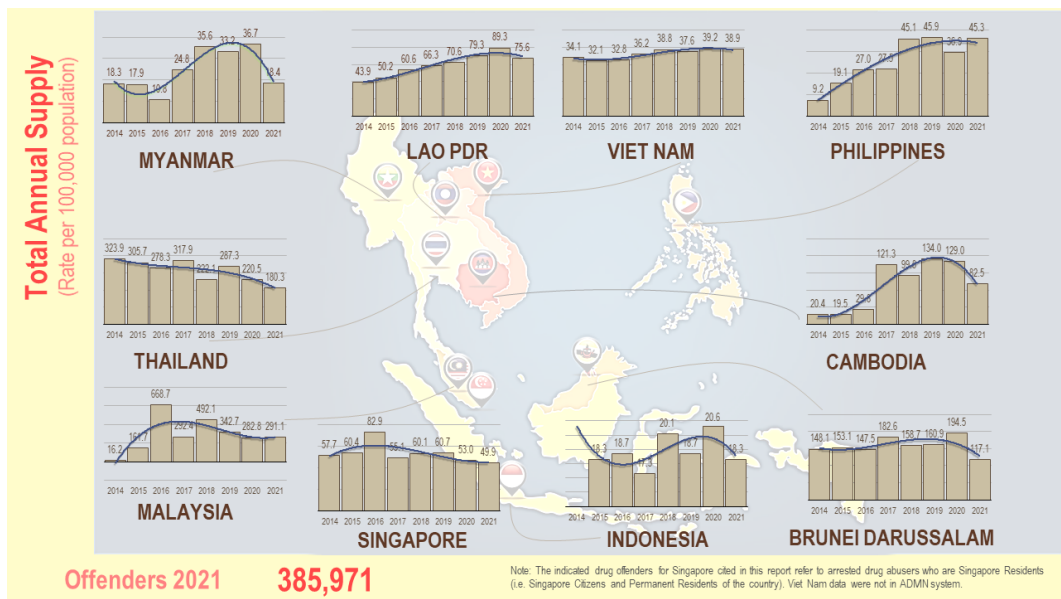 Total Annual Supply
(Rate per 100,000 population)
18.3 17.9 19.8 24.8 35.6 33.2 36.7 18.4
2014 2015 2016 2017 2018 2019 2020 2021
MYANMAR
43.9 50.2 60.6 66.3 70.6 79.3 89.3 75.6
2014 2015 2016 2017 2018 2019 2020 2021
LAO PDR
34.1 32.1 32.8 36.2 38.8 37.6 39.2 38.9
2014 2015 2016 2017 2018 2019 2020 2021
VIET NAM
9.2 19.1 27.0 27.5 45.1 45.9 45.3
2014 2015 2016 2017 2018 2019 2020 2021
PHILIPPINES
323.9 305.7 278.3 317.9 222.1 287.3 220.5 180.3
2014 2015 2016 2017 2018 2019 2020 2021
THAILAND
20.4 19.5 29.8 121.3 134.0 129.0 82.5
2014 2015 2016 2017 2018 2019 2020 2021
CAMBODIA
16.2 161.7 668.7 292.4 492.1 342.7 282.8 291.1
2014 2015 2016 2017 2018 2019 2020 2021
MALAYSIA
57.7 60.4 82.9 55.1 60.1 60.7 53.0 49.9
2014 2015 2016 2017 2018 2019 2020 2021
SINGAPORE
18.3 18.7 17.5 20.1 18.7 20.6 18.3
2014 2015 2016 2017 2018 2019 2020 2021
INDONESIA
148.1 153.1 147.5 182.6 158.7 160.9 194.5 117.1
2014 2015 2016 2017 2018 2019 2020 2021
BRUNEI DARUSSALAM
Offenders 2021 385,971
Note: The indicated drug offenders for Singapore cited in this report refer to arrested drug abusers who are Singapore Residents
(i.e. Singapore Citizens and Permanent Residents of the country). Viet Nam data were not in ADMN system.